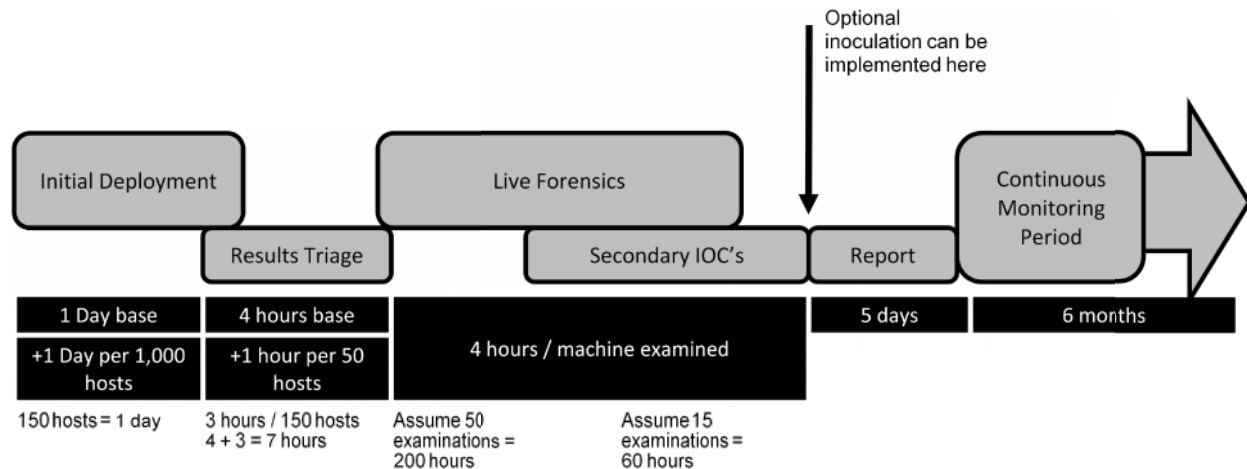 Optional
inoculation can be
implemented here
Initial Deployment
Live Forensics
Continuous
Monitoring
Period
Results Triage
Secondary IOC's
Report
1 Day base
4 hours base
4 hours / machine examined
5 days
6 months
+1 Day per 1,000
hosts
+1 hour per 50
hosts
150 hosts = 1 day
3 hours / 150 hosts
4 + 3 = 7 hours
Assume 50
examinations =
200 hours
Assume 15
examinations =
60 hours